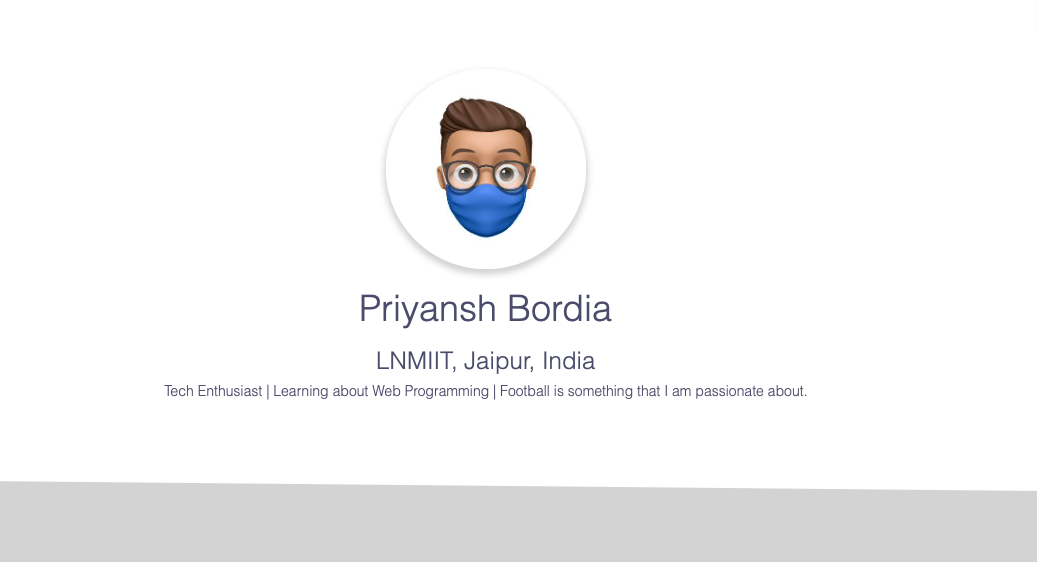 Priyansh Bordia
LNMIIT, Jaipur, India
Tech Enthusiast | Learning about Web Programming | Football is something that I am passionate about.